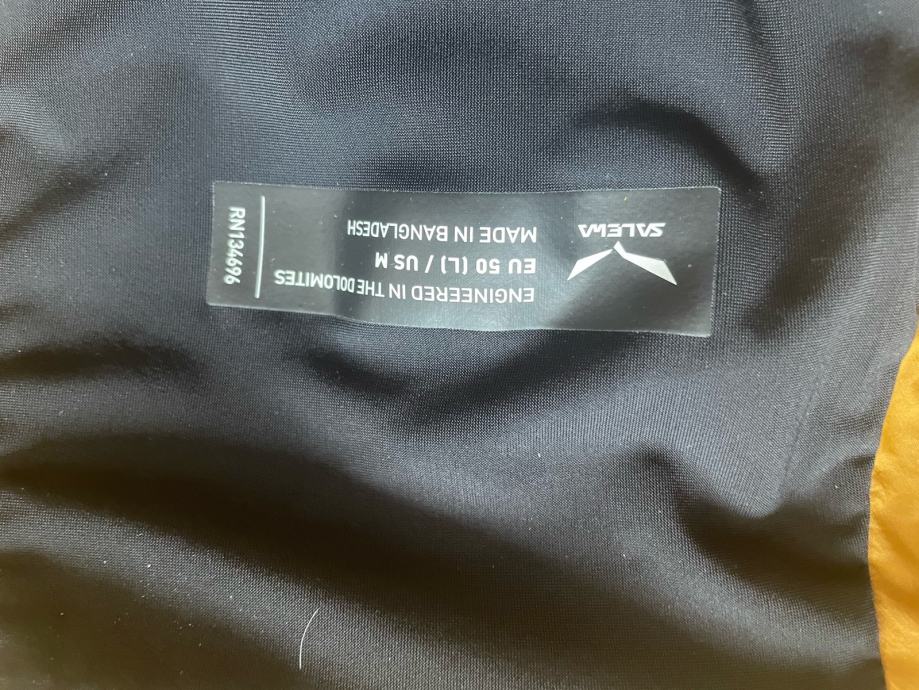 SALEWA
ENGINEERED IN THE DOLOMITES
EU 50 (L) / US M
MADE IN BANGLADESH
RN134696